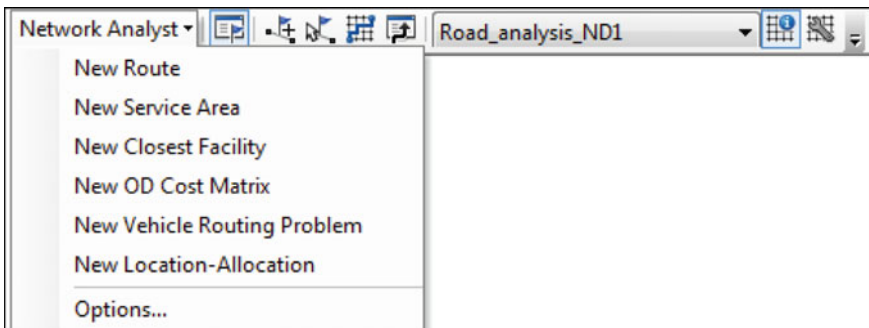 Network Analyst Road_analysis_ND1
New Route
New Service Area
New Closest Facility
New OD Cost Matrix
New Vehicle Routing Problem
New Location-Allocation
Options...